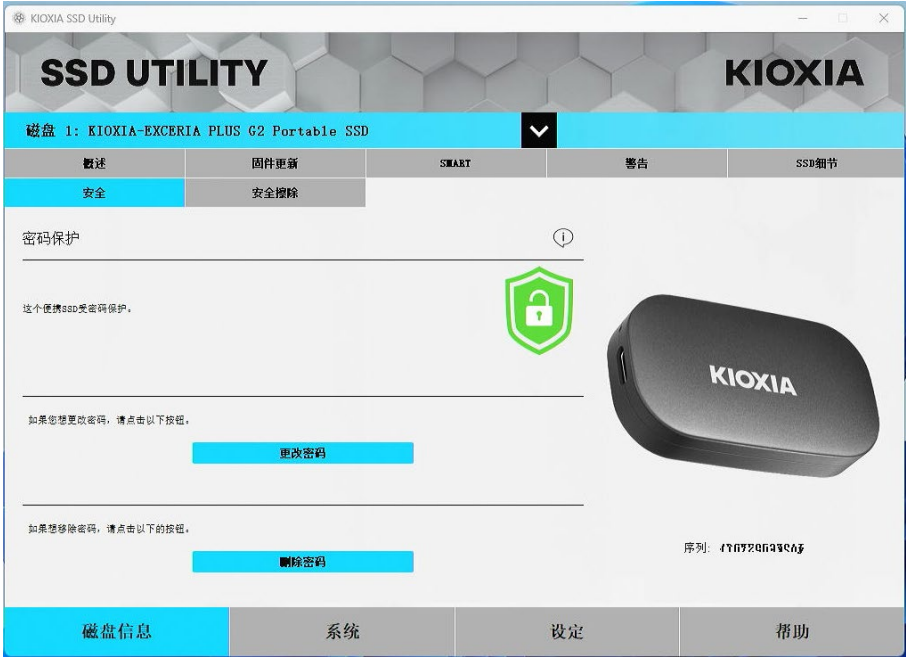 KIOXIA SSD Utility
SSD UTILITY
KIOXIA
磁盘 1: KIOXIA-EXCERIA PLUS G2 Portable SSD
概述
固件更新
SMART
警告
SSD细节
安全
安全擦除
密码保护
这个便携SSD受密码保护。
KIOXIA
如果您想更改密码，请点击以下按钮。
更改密码
如果想移除密码，请点击以下的按钮。
删除密码
序列:
磁盘信息
系统
设定
帮助